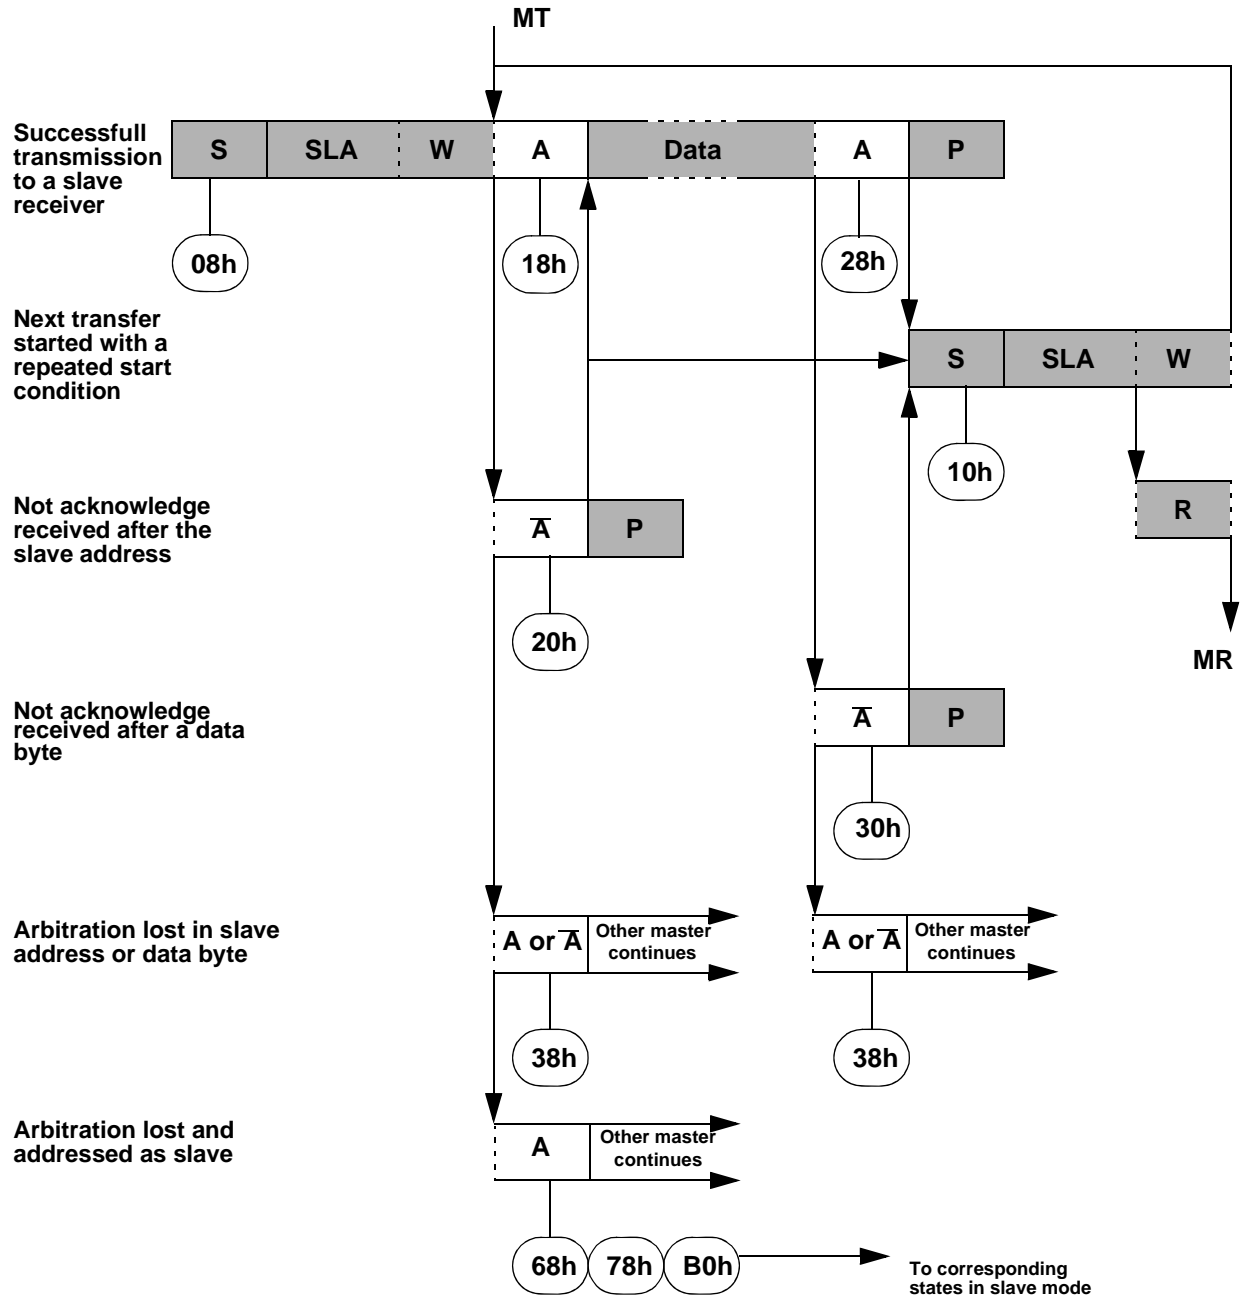 MT
Successfull
transmission
to a slave
receiver
S SLA W A Data A P
08h 18h 28h
Next transfer
started with a
repeated start
condition
S SLA W
10h
Not acknowledge
received after the
slave address
A̅ P
R
20h
MR
Not acknowledge
received after a data
byte
A̅ P
30h
Arbitration lost in slave
address or data byte
A or A̅ Other master
continues
A or A̅ Other master
continues
38h 38h
Arbitration lost and
addressed as slave
A Other master
continues
68h 78h B0h
To corresponding
states in slave mode